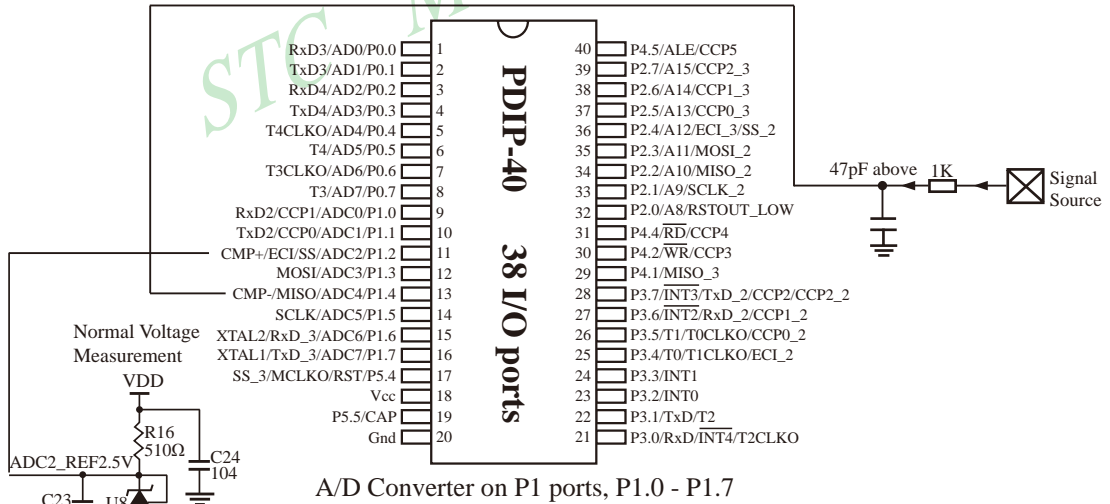 STC M
PDIP-40 38 I/O ports
RxD3/AD0/P0.0 1
TxD3/AD1/P0.1 2
RxD4/AD2/P0.2 3
TxD4/AD3/P0.3 4
T4CLKO/AD4/P0.4 5
T4/AD5/P0.5 6
T3CLKO/AD6/P0.6 7
T3/AD7/P0.7 8
RxD2/CCP1/ADC0/P1.0 9
TxD2/CCP0/ADC1/P1.1 10
CMP+/ECI/SS/ADC2/P1.2 11
MOSI/ADC3/P1.3 12
CMP-/MISO/ADC4/P1.4 13
SCLK/ADC5/P1.5 14
XTAL2/RxD_3/ADC6/P1.6 15
XTAL1/TxD_3/ADC7/P1.7 16
SS_3/MCLKO/RST/P5.4 17
Vcc 18
P5.5/CAP 19
Gnd 20
40 P4.5/ALE/CCP5
39 P2.7/A15/CCP2_3
38 P2.6/A14/CCP1_3
37 P2.5/A13/CCP0_3
36 P2.4/A12/ECI_3/SS_2
35 P2.3/A11/MOSI_2
34 P2.2/A10/MISO_2
33 P2.1/A9/SCLK_2
32 P2.0/A8/RSTOUT_LOW
31 P4.4/RD/CCP4
30 P4.2/WR/CCP3
29 P4.1/MISO_3
28 P3.7/INT3/TxD_2/CCP2/CCP2_2
27 P3.6/INT2/RxD_2/CCP1_2
26 P3.5/T1/T0CLKO/CCP0_2
25 P3.4/T0/T1CLKO/ECI_2
24 P3.3/INT1
23 P3.2/INT0
22 P3.1/TxD/T2
21 P3.0/RxD/INT4/T2CLKO
47pF above 1K
Signal
Source
Normal Voltage
Measurement
VDD
R16
510Ω
C24
104
ADC2_REF2.5V
C23 U8
A/D Converter on P1 ports, P1.0 - P1.7